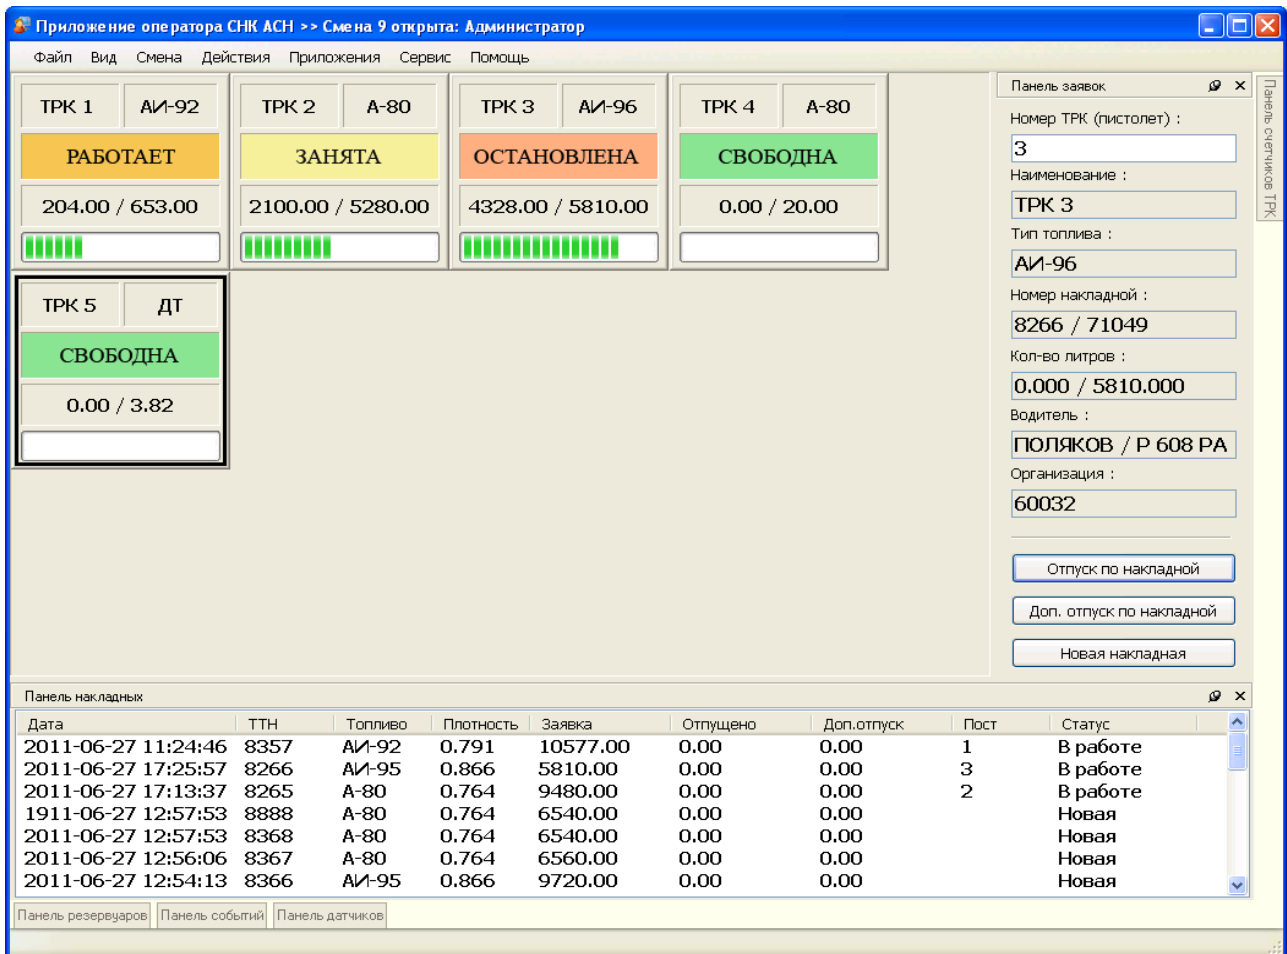 Приложение оператора СНК АСН >> Смена 9 открыта: Администратор
Файл Вид Смена Действия Приложения Сервис Помощь
ТРК 1 АИ-92
РАБОТАЕТ
204.00 / 653.00
ТРК 2 А-80
ЗАНЯТА
2100.00 / 5280.00
ТРК 3 АИ-96
ОСТАНОВЛЕНА
4328.00 / 5810.00
ТРК 4 А-80
СВОБОДНА
0.00 / 20.00
ТРК 5 ДТ
СВОБОДНА
0.00 / 3.82
Панель заявок
Номер ТРК (пистолет) :
3
Наименование :
ТРК 3
Тип топлива :
АИ-96
Номер накладной :
8266 / 71049
Кол-во литров :
0.000 / 5810.000
Водитель :
ПОЛЯКОВ / Р 608 РА
Организация :
60032
Отпуск по накладной
Доп. отпуск по накладной
Новая накладная
Панель счетчиков ТРК
Панель накладных
Дата ТТН Топливо Плотность Заявка Отпущено Доп.отпуск Пост Статус
2011-06-27 11:24:46 8357 АИ-92 0.791 10577.00 0.00 0.00 1 В работе
2011-06-27 17:25:57 8266 АИ-95 0.866 5810.00 0.00 0.00 3 В работе
2011-06-27 17:13:37 8265 А-80 0.764 9480.00 0.00 0.00 2 В работе
1911-06-27 12:57:53 8888 А-80 0.764 6540.00 0.00 0.00 Новая
2011-06-27 12:57:53 8368 А-80 0.764 6540.00 0.00 0.00 Новая
2011-06-27 12:56:06 8367 А-80 0.764 6560.00 0.00 0.00 Новая
2011-06-27 12:54:13 8366 АИ-95 0.866 9720.00 0.00 0.00 Новая
Панель резервуаров Панель событий Панель датчиков